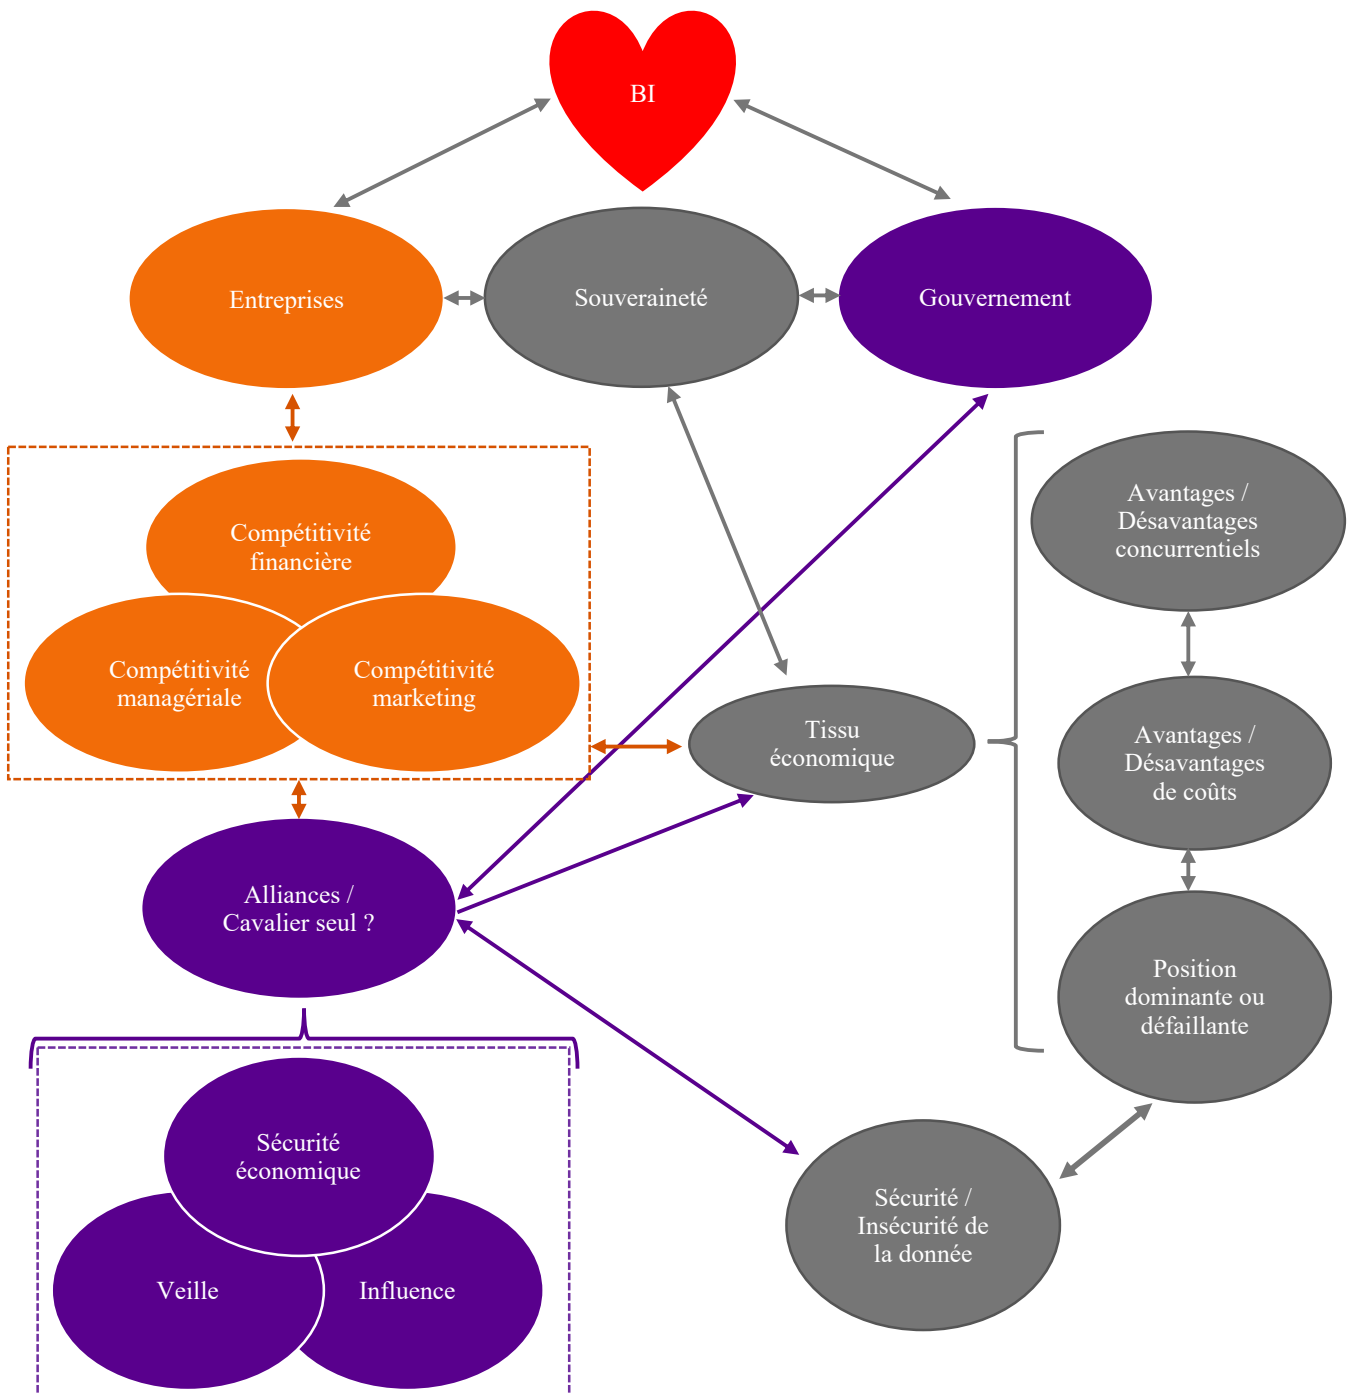 BI
Entreprises
Souveraineté
Gouvernement
Compétitivité
financière
Compétitivité
managériale
Compétitivité
marketing
Tissu
économique
Avantages /
Désavantages
concurrentiels
Avantages /
Désavantages
de coûts
Position
dominante ou
défaillante
Alliances /
Cavalier seul ?
Sécurité
économique
Veille
Influence
Sécurité /
Insécurité de
la donnée